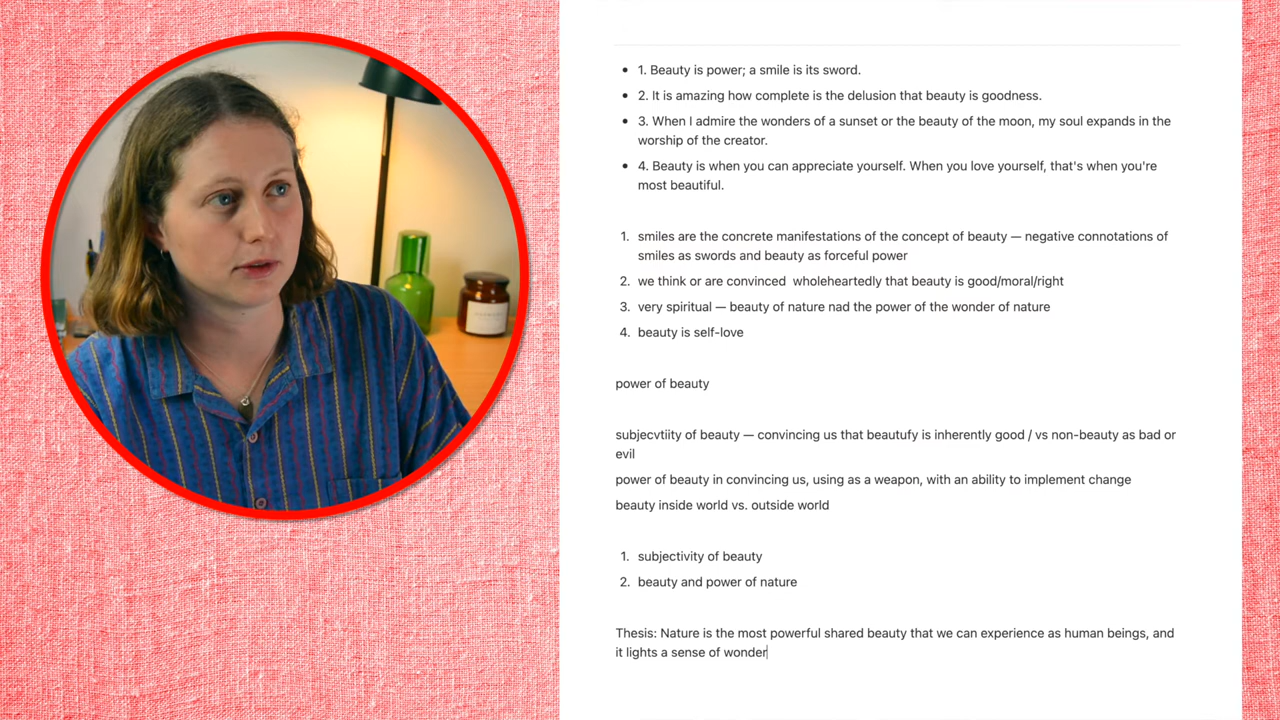 • 1. Beauty is power; a smile is its sword.
• 2. It is amazing how complete is the delusion that beauty is goodness.
• 3. When I admire the wonders of a sunset or the beauty of the moon, my soul expands in the
worship of the creator.
• 4. Beauty is when you can appreciate yourself. When you love yourself, that's when you're
most beautiful.
1. smiles are the concrete manifestations of the concept of beauty — negative connotations of
smiles as swords and beauty as forceful power
2. we think or are convinced  wholeheartedly that beauty is good/moral/right
3. very spiritual — beauty of nature nad the power of the wonder of nature
4. beauty is self-love
power of beauty
subjecvtiity of beauty — convincing us that beautufy is inherently good / vs non-beauty as bad or
evil
power of beauty in convincing us, using as a weapon, with an ability to implement change
beauty inside world vs. outside world
1. subjectivity of beauty
2. beauty and power of nature
Thesis: Nature is the most powerful shared beauty that we can experience as human beings, and
it lights a sense of wonder